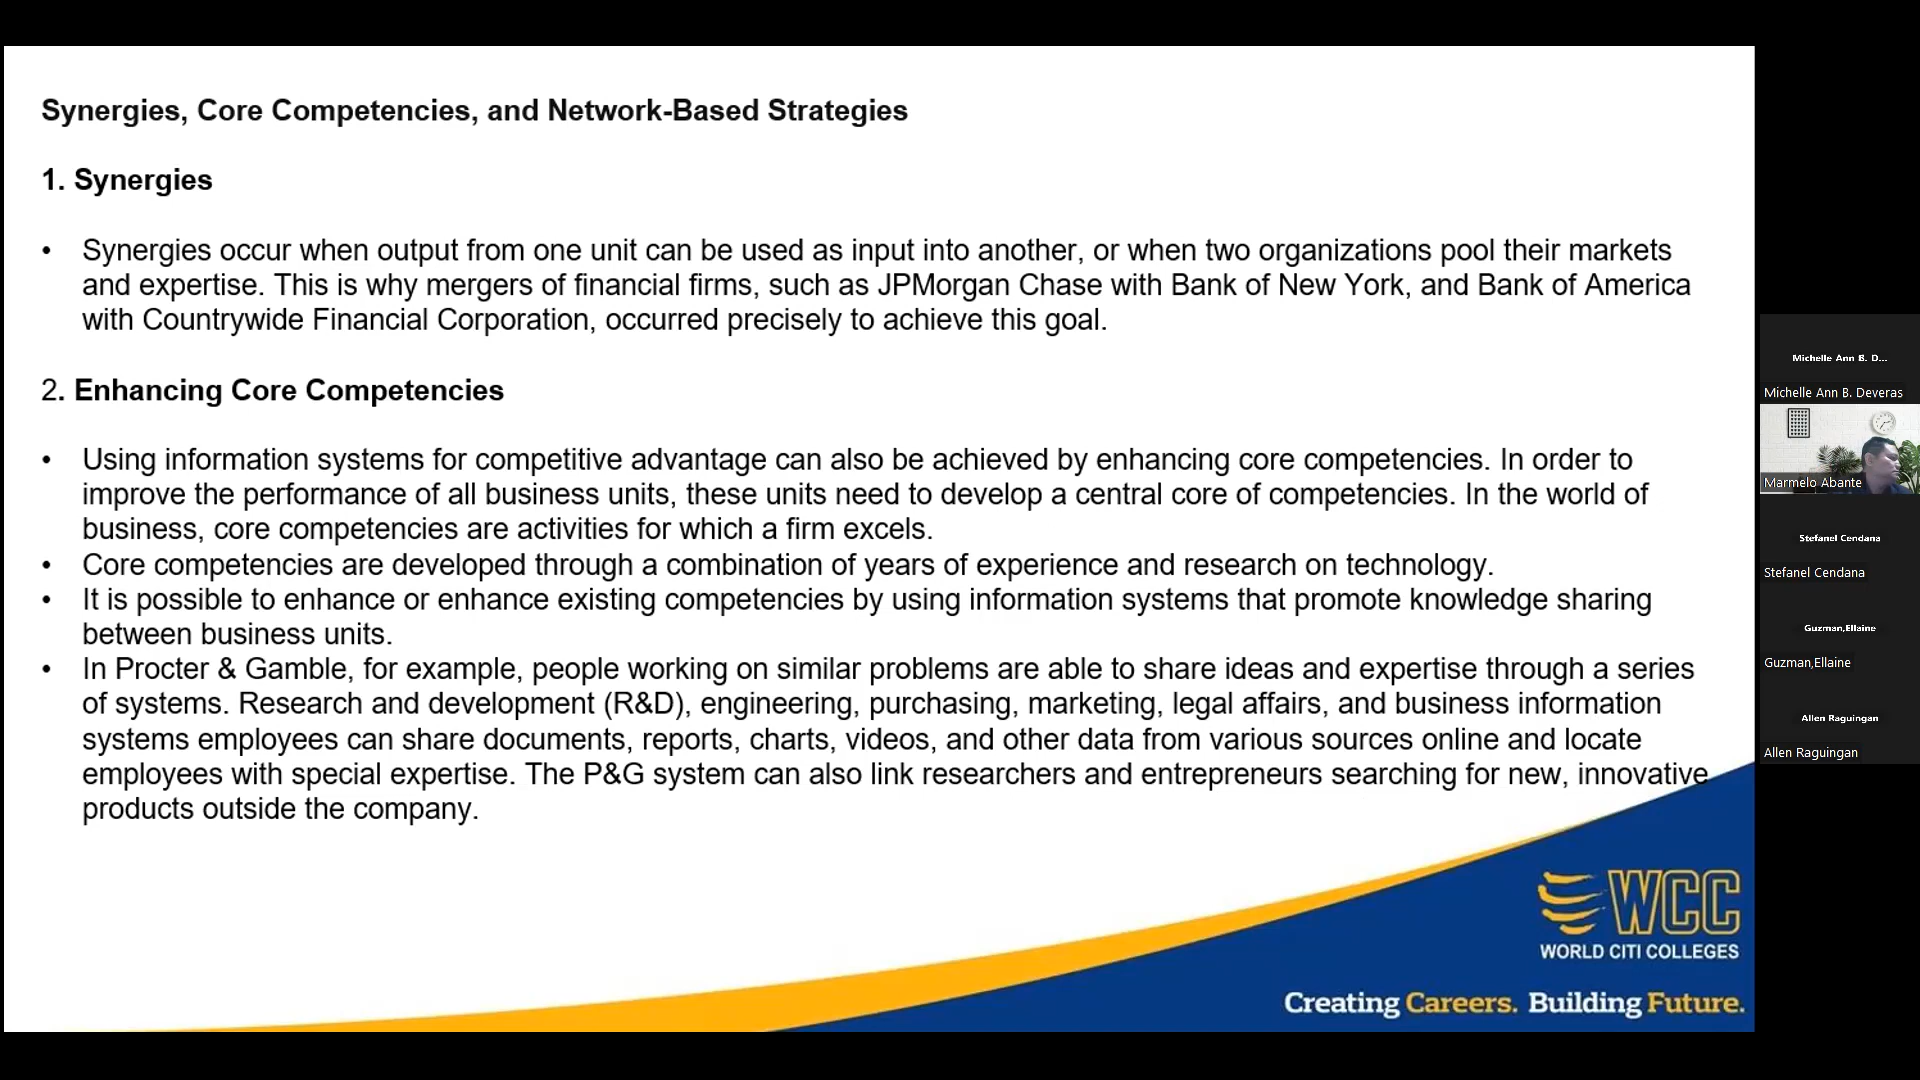 Synergies, Core Competencies, and Network-Based Strategies
1. Synergies
• Synergies occur when output from one unit can be used as input into another, or when two organizations pool their markets
and expertise. This is why mergers of financial firms, such as JPMorgan Chase with Bank of New York, and Bank of America
with Countrywide Financial Corporation, occurred precisely to achieve this goal.
2. Enhancing Core Competencies
• Using information systems for competitive advantage can also be achieved by enhancing core competencies. In order to
improve the performance of all business units, these units need to develop a central core of competencies. In the world of
business, core competencies are activities for which a firm excels.
• Core competencies are developed through a combination of years of experience and research on technology.
• It is possible to enhance or enhance existing competencies by using information systems that promote knowledge sharing
between business units.
• In Procter & Gamble, for example, people working on similar problems are able to share ideas and expertise through a series
of systems. Research and development (R&D), engineering, purchasing, marketing, legal affairs, and business information
systems employees can share documents, reports, charts, videos, and other data from various sources online and locate
employees with special expertise. The P&G system can also link researchers and entrepreneurs searching for new, innovative
products outside the company.
WCC
WORLD CITI COLLEGES
Creating Careers. Building Future.
Michelle Ann B. D...
Michelle Ann B. Deveras
Marmelo Abante
Stefanel Cendana
Stefanel Cendana
Guzman,Ellaine
Guzman,Ellaine
Allen Raguingan
Allen Raguingan